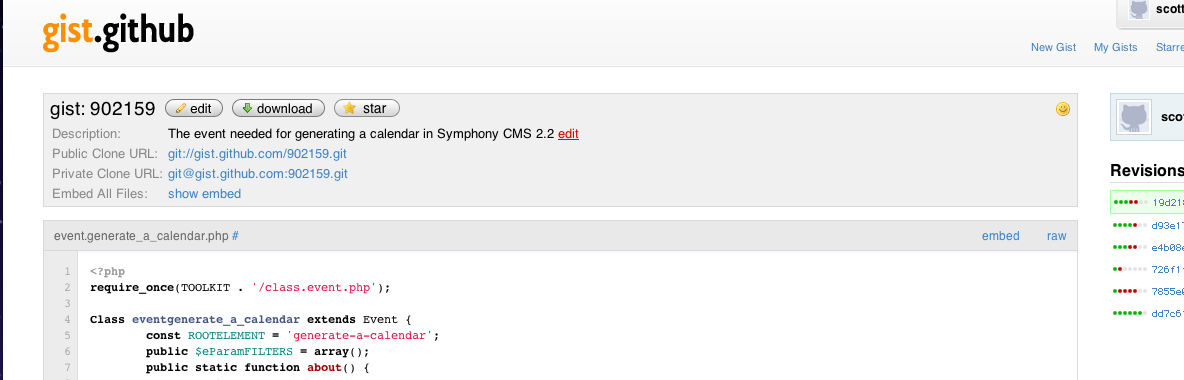 gist.github
scott
New Gist My Gists Starre
gist: 902159 edit download star
Description: The event needed for generating a calendar in Symphony CMS 2.2 edit
Public Clone URL: git://gist.github.com/902159.git
Private Clone URL: git@gist.github.com:902159.git
Embed All Files: show embed
scot
Revisions
19d218
d93e17
e4b08e
726f1
7855e
dd7c6
event.generate_a_calendar.php # embed raw
1 <?php
2 require_once(TOOLKIT . '/class.event.php');
3
4 Class eventgenerate_a_calendar extends Event {
5 const ROOTELEMENT = 'generate-a-calendar';
6 public $eParamFILTERS = array();
7 public static function about() {